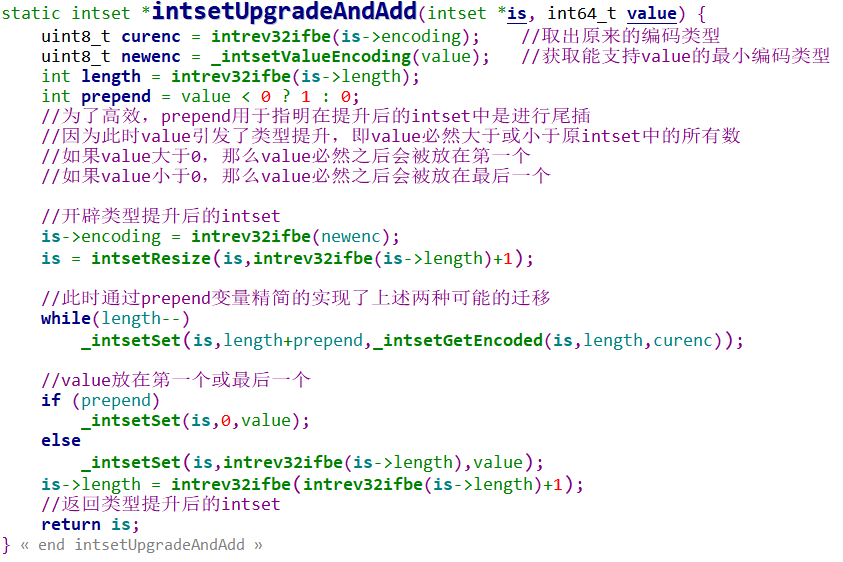 static intset *intsetUpgradeAndAdd(intset *is, int64_t value) {
    uint8_t curenc = intrev32ifbe(is->encoding);    //取出原来的编码类型
    uint8_t newenc = _intsetValueEncoding(value);   //获取能支持value的最小编码类型
    int length = intrev32ifbe(is->length);
    int prepend = value < 0 ? 1 : 0;
    //为了高效，prepend用于指明在提升后的intset中是进行尾插
    //因为此时value引发了类型提升，即value必然大于或小于原intset中的所有数
    //如果value大于0，那么value必然之后会被放在第一个
    //如果value小于0，那么value必然之后会被放在最后一个

    //开辟类型提升后的intset
    is->encoding = intrev32ifbe(newenc);
    is = intsetResize(is,intrev32ifbe(is->length)+1);

    //此时通过prepend变量精简的实现了上述两种可能的迁移
    while(length--)
        _intsetSet(is,length+prepend,_intsetGetEncoded(is,length,curenc));

    //value放在第一个或最后一个
    if (prepend)
        _intsetSet(is,0,value);
    else
        _intsetSet(is,intrev32ifbe(is->length),value);
    is->length = intrev32ifbe(intrev32ifbe(is->length)+1);
    //返回类型提升后的intset
    return is;
} « end intsetUpgradeAndAdd »